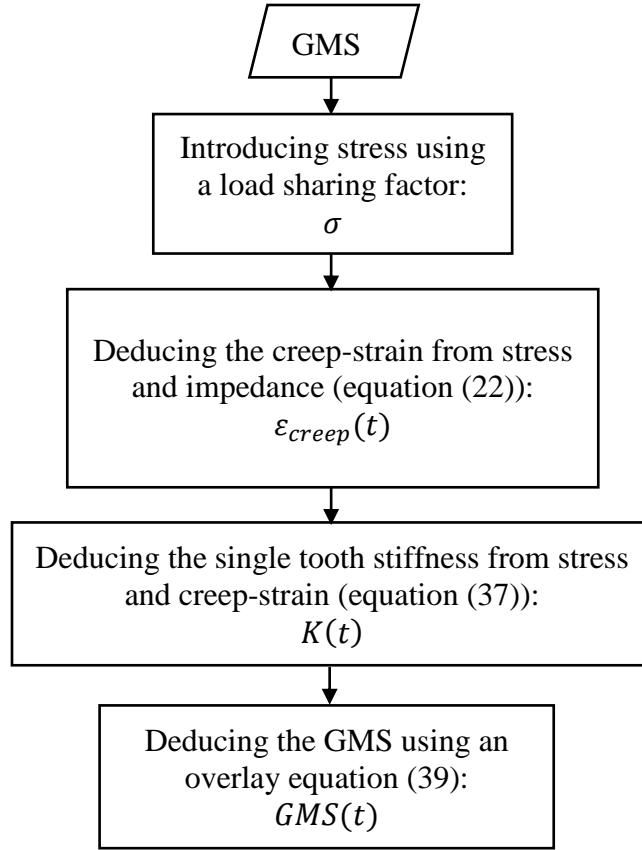 GMS
Introducing stress using
a load sharing factor:
σ
Deducing the creep-strain from stress
and impedance (equation (22)):
ε_{creep}(t)
Deducing the single tooth stiffness from stress
and creep-strain (equation (37)):
K(t)
Deducing the GMS using an
overlay equation (39):
GMS(t)